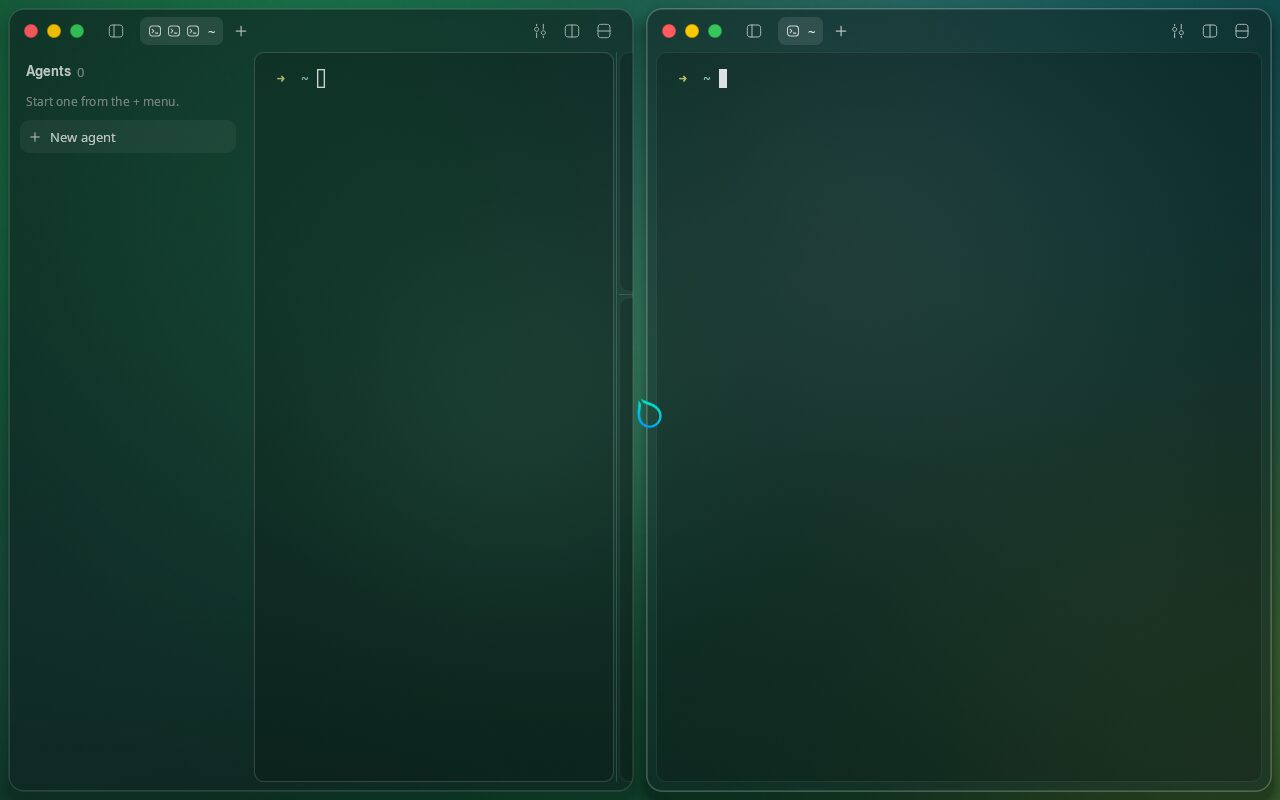 ~
Agents 0
Start one from the + menu.
+ New agent
➜ ~
~
➜ ~